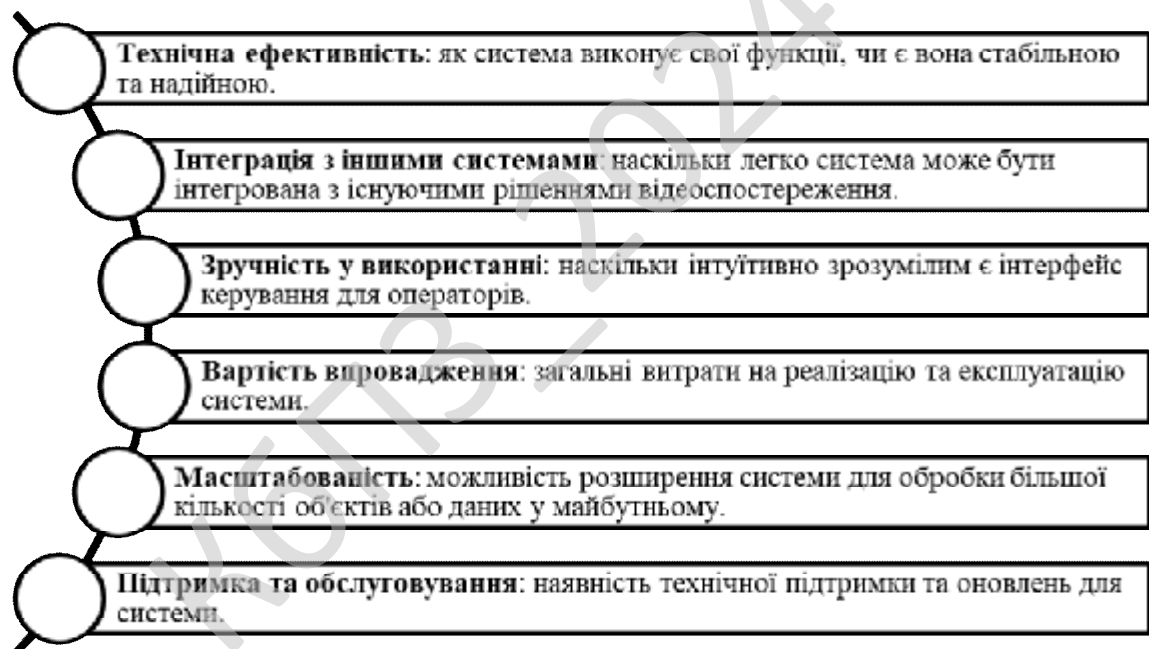 Технічна ефективність: як система виконує свої функції, чи є вона стабільною
та надійною.
Інтеграція з іншими системами: наскільки легко система може бути
інтегрована з існуючими рішеннями відеоспостереження.
Зручність у використанні: наскільки інтуїтивно зрозумілим є інтерфейс
керування для операторів.
Вартість впровадження: загальні витрати на реалізацію та експлуатацію
системи.
Масштабованість: можливість розширення системи для обробки більшої
кількості об'єктів або даних у майбутньому.
Підтримка та обслуговування: наявність технічної підтримки та оновлень для
системи.
КбПЗ_2024